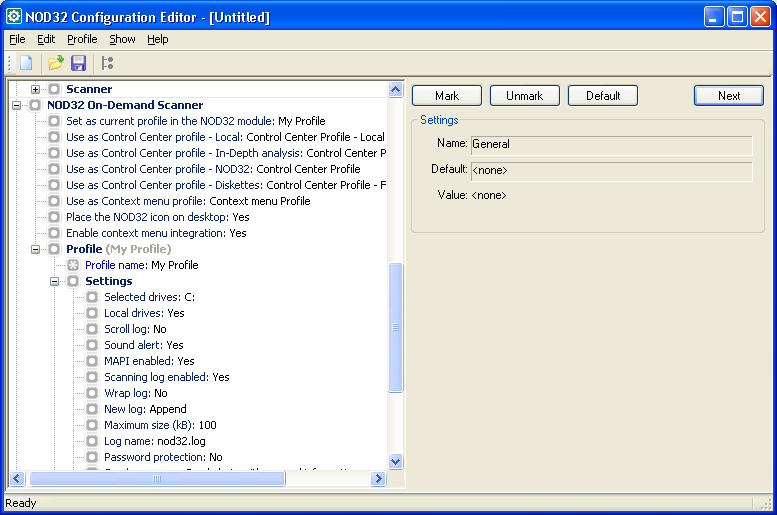 NOD32 Configuration Editor - [Untitled]
File Edit Profile Show Help
Scanner
NOD32 On-Demand Scanner
Set as current profile in the NOD32 module: My Profile
Use as Control Center profile - Local: Control Center Profile - Local
Use as Control Center profile - In-Depth analysis: Control Center P
Use as Control Center profile - NOD32: Control Center Profile
Use as Control Center profile - Diskettes: Control Center Profile - F
Use as Context menu profile: Context menu Profile
Place the NOD32 icon on desktop: Yes
Enable context menu integration: Yes
Profile (My Profile)
Profile name: My Profile
Settings
Selected drives: C:
Local drives: Yes
Scroll log: No
Sound alert: Yes
MAPI enabled: Yes
Scanning log enabled: Yes
Wrap log: No
New log: Append
Maximum size (kB): 100
Log name: nod32.log
Password protection: No
Mark Unmark Default Next
Settings
Name: General
Default: <none>
Value: <none>
Ready